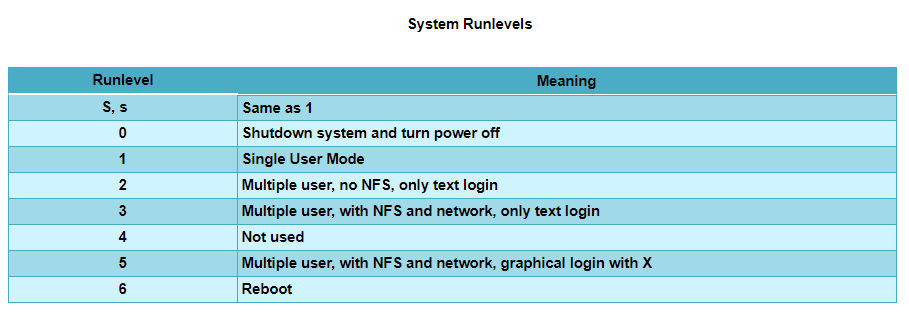 System Runlevels
Runlevel Meaning
S, s Same as 1
0 Shutdown system and turn power off
1 Single User Mode
2 Multiple user, no NFS, only text login
3 Multiple user, with NFS and network, only text login
4 Not used
5 Multiple user, with NFS and network, graphical login with X
6 Reboot